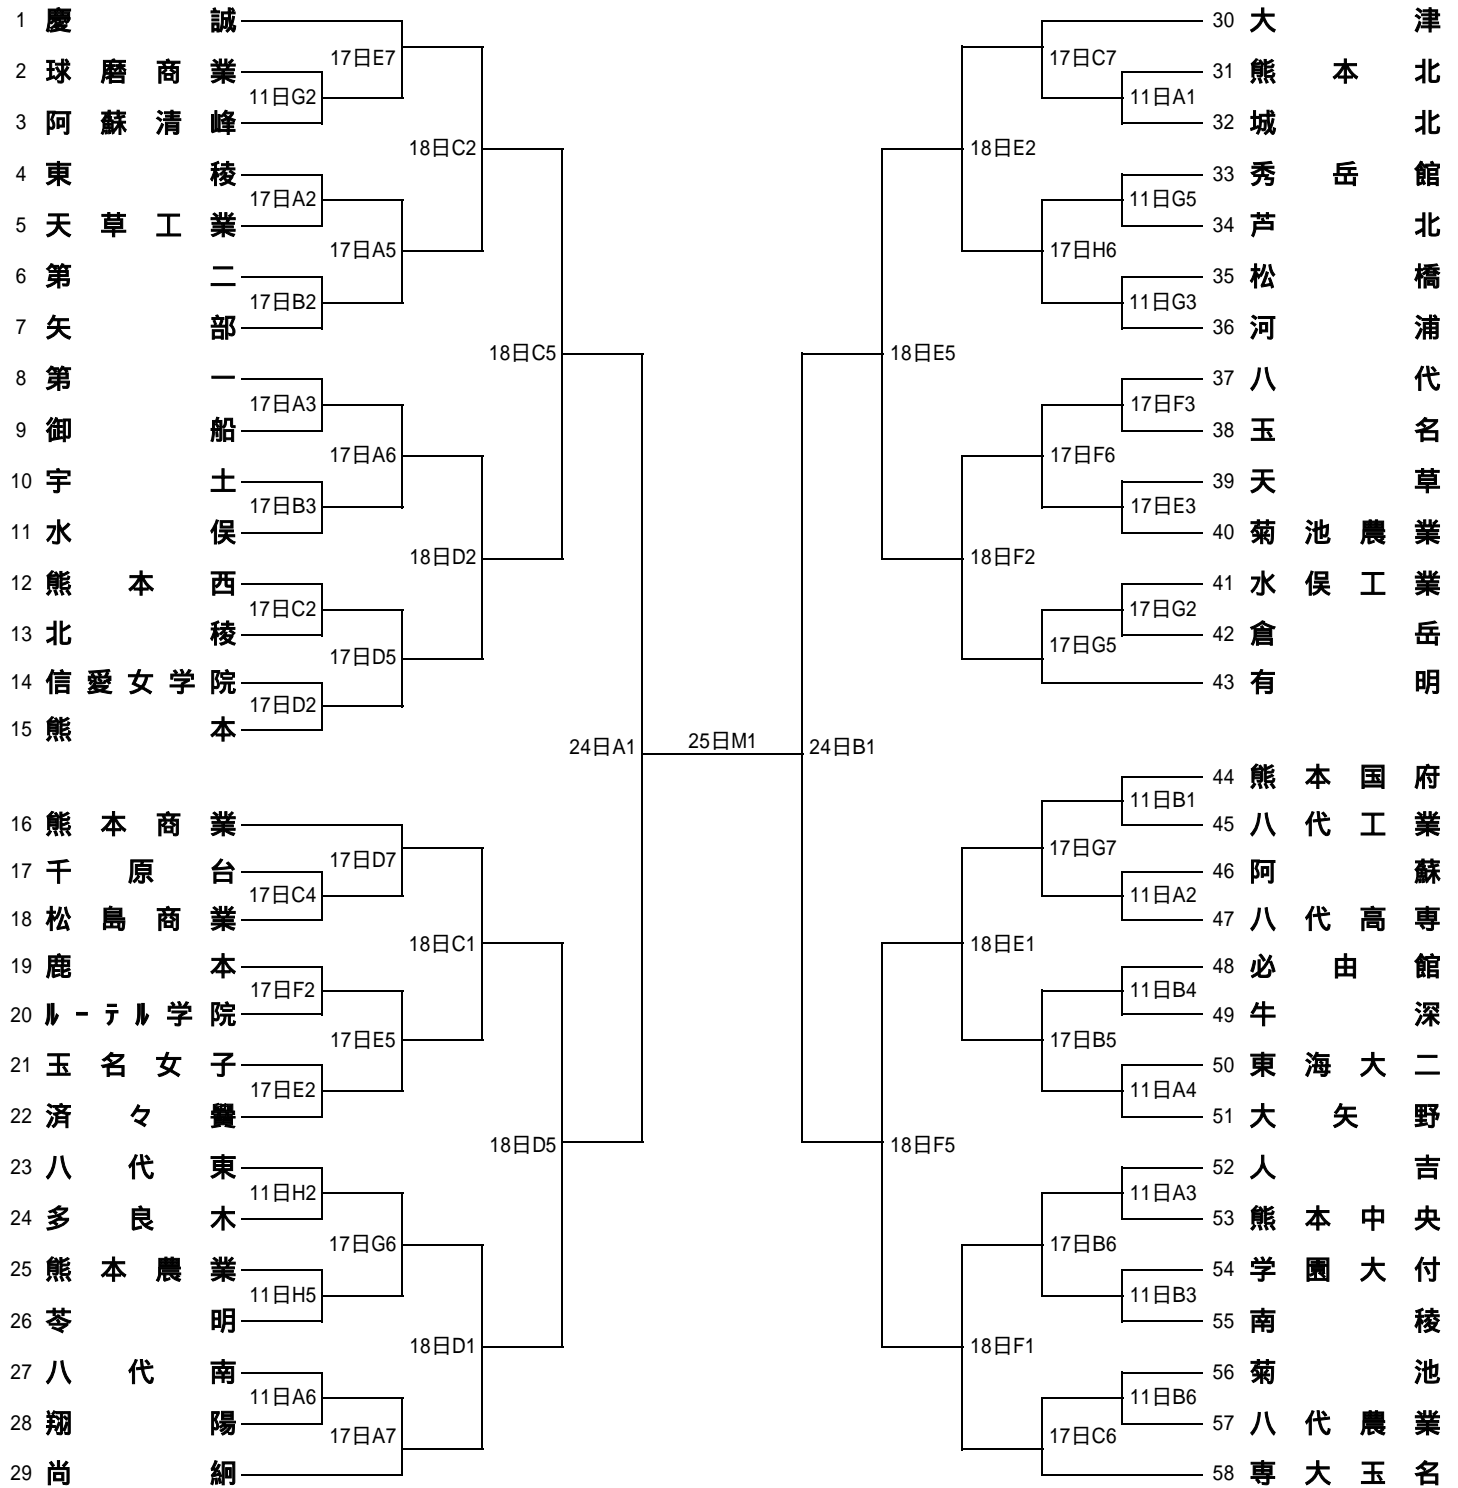 1 慶誠
17日E7
2 球磨商業
11日G2
3 阿蘇清峰
18日C2
4 東稜
17日A2
5 天草工業
17日A5
6 第二
17日B2
7 矢部
18日C5
8 第一
17日A3
9 御船
17日A6
10 宇土
17日B3
11 水俣
18日D2
12 熊本西
17日C2
13 北稜
17日D5
14 信愛女学院
17日D2
15 熊本
24日A1
16 熊本商業
17日D7
17 千原台
17日C4
18 松島商業
18日C1
19 鹿本
17日F2
20 ルーテル学院
17日E5
21 玉名女子
17日E2
22 済々黌
18日D5
23 八代東
11日H2
24 多良木
17日G6
25 熊本農業
11日H5
26 苓明
18日D1
27 八代南
11日A6
28 翔陽
17日A7
29 尚絅
25日M1
30 大津
17日C7
31 熊本北
11日A1
32 城北
18日E2
33 秀岳館
11日G5
34 芦北
17日H6
35 松橋
11日G3
36 河浦
18日E5
37 八代
17日F3
38 玉名
17日F6
39 天草
17日E3
40 菊池農業
18日F2
41 水俣工業
17日G2
42 倉岳
17日G5
43 有明
24日B1
44 熊本国府
11日B1
45 八代工業
17日G7
46 阿蘇
11日A2
47 八代高専
18日E1
48 必由館
11日B4
49 牛深
17日B5
50 東海大二
11日A4
51 大矢野
18日F5
52 人吉
11日A3
53 熊本中央
17日B6
54 学園大付
11日B3
55 南稜
18日F1
56 菊池
11日B6
57 八代農業
17日C6
58 専大玉名